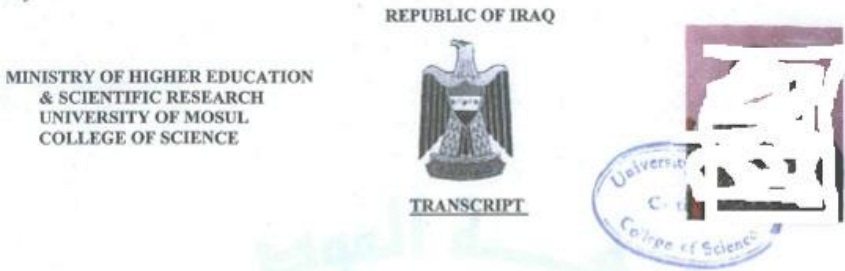 REPUBLIC OF IRAQ
MINISTRY OF HIGHER EDUCATION
& SCIENTIFIC RESEARCH
UNIVERSITY OF MOSUL
COLLEGE OF SCIENCE
TRANSCRIPT
College of Science